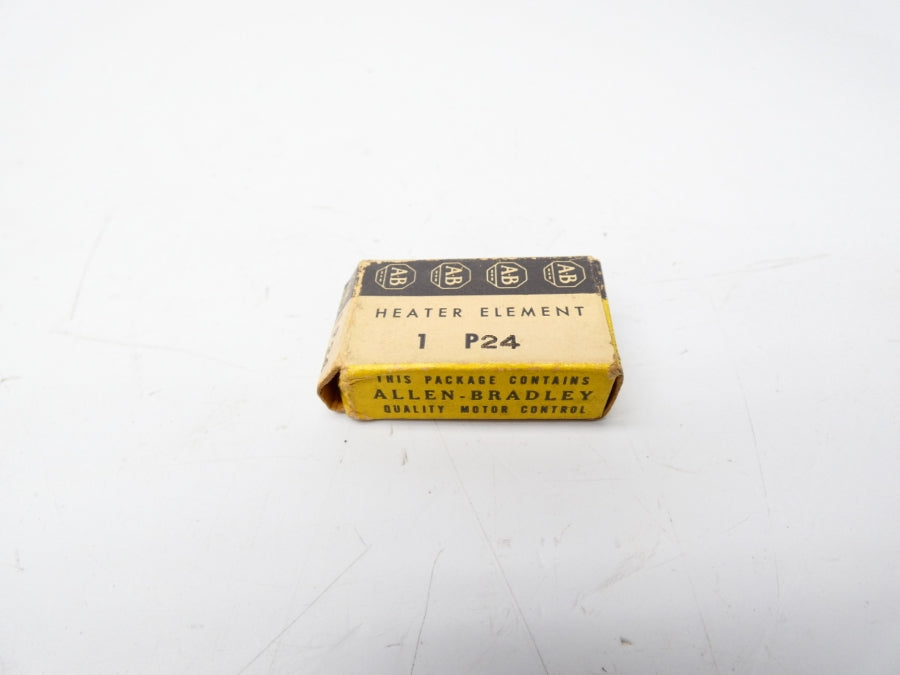 AB AB AB AB
HEATER ELEMENT
1 P24
THIS PACKAGE CONTAINS
ALLEN-BRADLEY
QUALITY MOTOR CONTROL